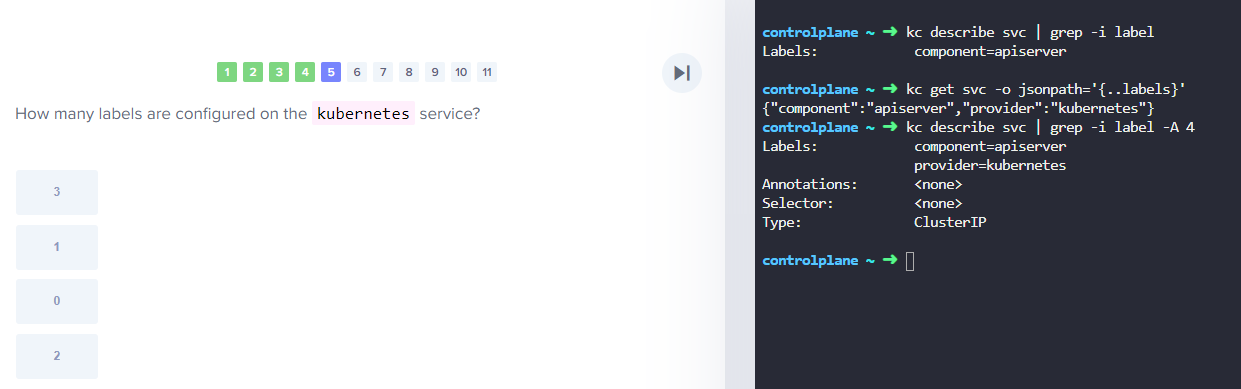 1 2 3 4 5 6 7 8 9 10 11
How many labels are configured on the kubernetes service?
3
1
0
2
controlplane ~ ➜ kc describe svc | grep -i label
Labels: component=apiserver
controlplane ~ ➜ kc get svc -o jsonpath='{..labels}'
{"component":"apiserver","provider":"kubernetes"}
controlplane ~ ➜ kc describe svc | grep -i label -A 4
Labels: component=apiserver
provider=kubernetes
Annotations: <none>
Selector: <none>
Type: ClusterIP
controlplane ~ ➜